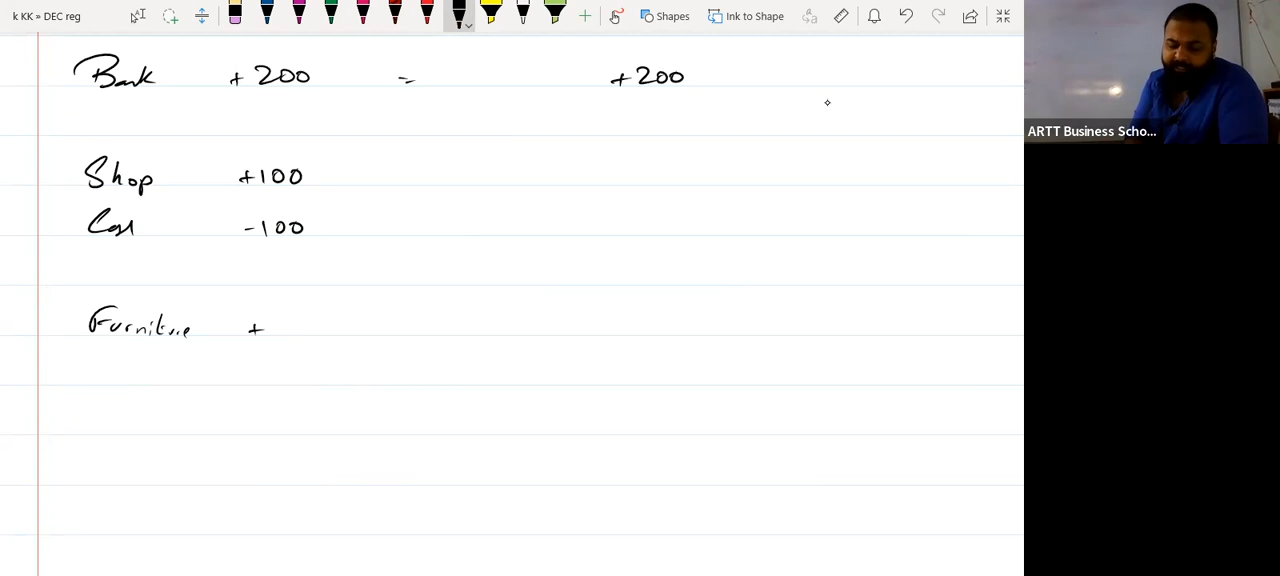 k KK » DEC reg Shapes Ink to Shape
Bank +200 = +200
ARTT Business Scho...
Shop +100
Cash -100
Furniture +